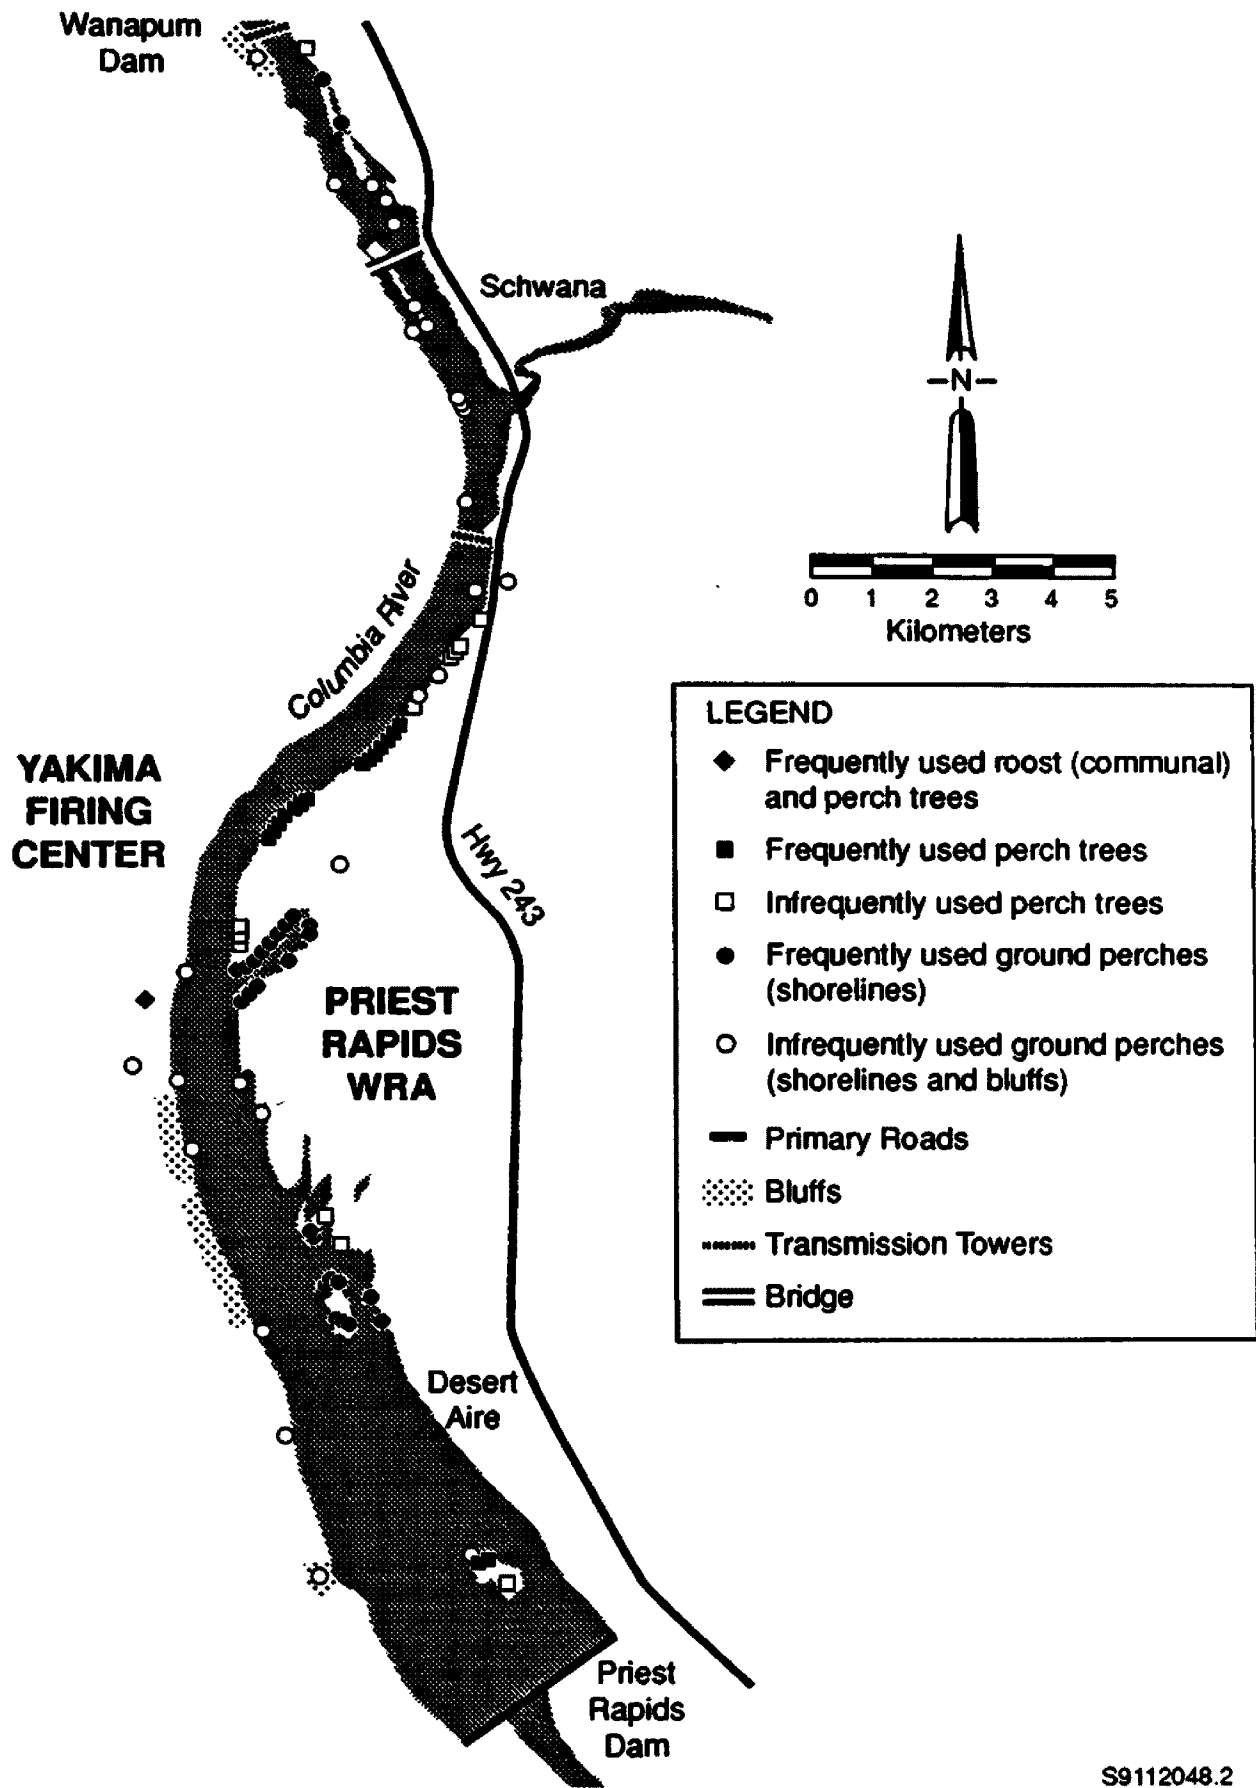 Wanapum
Dam
Schwana
N
0 1 2 3 4 5
Kilometers
Columbia River
LEGEND
Frequently used roost (communal)
and perch trees
Frequently used perch trees
Infrequently used perch trees
Frequently used ground perches
(shorelines)
Infrequently used ground perches
(shorelines and bluffs)
Primary Roads
Bluffs
Transmission Towers
Bridge
YAKIMA
FIRING
CENTER
Hwy 243
PRIEST
RAPIDS
WRA
Desert
Aire
Priest
Rapids
Dam
S9112048.2